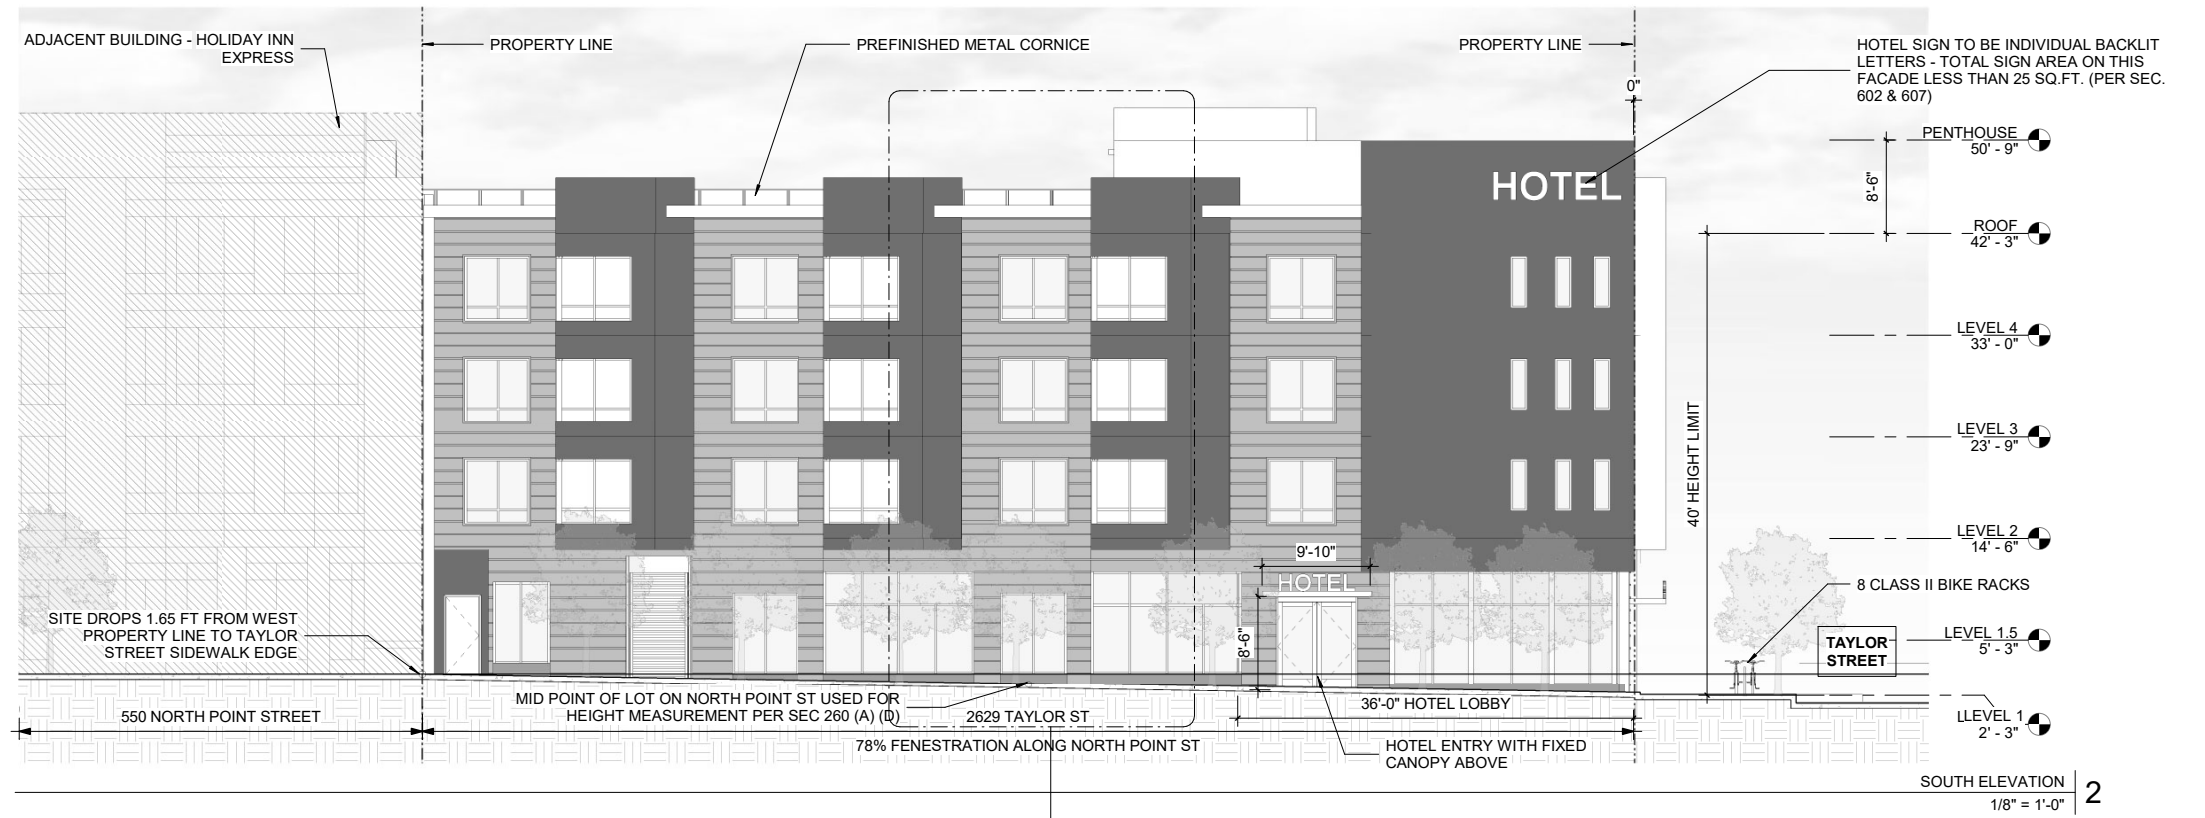 ADJACENT BUILDING - HOLIDAY INN
EXPRESS
PROPERTY LINE
PREFINISHED METAL CORNICE
PROPERTY LINE
HOTEL SIGN TO BE INDIVIDUAL BACKLIT
LETTERS - TOTAL SIGN AREA ON THIS
FACADE LESS THAN 25 SQ.FT. (PER SEC.
602 & 607)
0"
PENTHOUSE
50' - 9"
8'-6"
HOTEL
ROOF
42' - 3"
LEVEL 4
33' - 0"
40' HEIGHT LIMIT
LEVEL 3
23' - 9"
LEVEL 2
14' - 6"
9'-10"
HOTEL
8'-6"
8 CLASS II BIKE RACKS
SITE DROPS 1.65 FT FROM WEST
PROPERTY LINE TO TAYLOR
STREET SIDEWALK EDGE
TAYLOR
STREET
LEVEL 1.5
5' - 3"
MID POINT OF LOT ON NORTH POINT ST USED FOR
HEIGHT MEASUREMENT PER SEC 260 (A) (D)
550 NORTH POINT STREET
2629 TAYLOR ST
36'-0" HOTEL LOBBY
LEVEL 1
2' - 3"
78% FENESTRATION ALONG NORTH POINT ST
HOTEL ENTRY WITH FIXED
CANOPY ABOVE
SOUTH ELEVATION
1/8" = 1'-0"
2